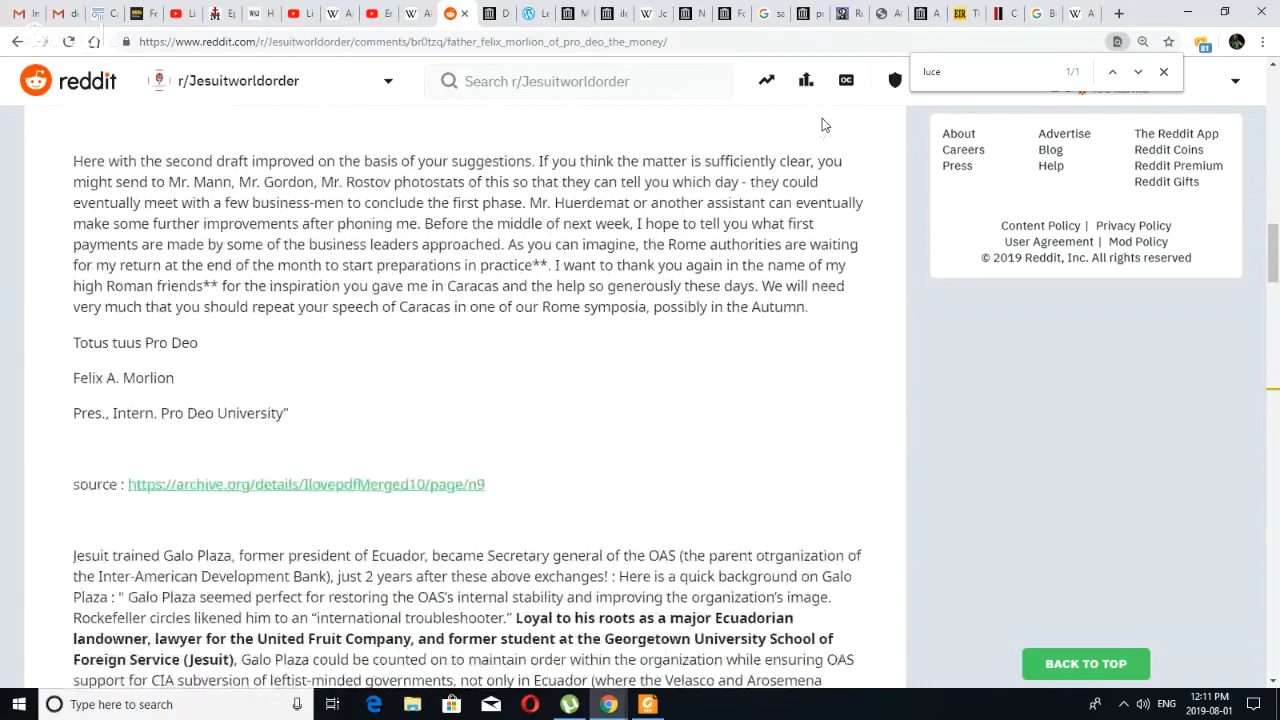 https://www.reddit.com/r/Jesuitworldorder/comments/br0tzq/father_felix_morlion_of_pro_deo_the_money/
81
luce
1/1
reddit
r/Jesuitworldorder
Search r/Jesuitworldorder
OC
About Advertise The Reddit App
Careers Blog Reddit Coins
Press Help Reddit Premium
Reddit Gifts
Content Policy | Privacy Policy |
User Agreement | Mod Policy
© 2019 Reddit, Inc. All rights reserved
Here with the second draft improved on the basis of your suggestions. If you think the matter is sufficiently clear, you
might send to Mr. Mann, Mr. Gordon, Mr. Rostov photostats of this so that they can tell you which day - they could
eventually meet with a few business-men to conclude the first phase. Mr. Huerdemat or another assistant can eventually
make some further improvements after phoning me. Before the middle of next week, I hope to tell you what first
payments are made by some of the business leaders approached. As you can imagine, the Rome authorities are waiting
for my return at the end of the month to start preparations in practice**. I want to thank you again in the name of my
high Roman friends** for the inspiration you gave me in Caracas and the help so generously these days. We will need
very much that you should repeat your speech of Caracas in one of our Rome symposia, possibly in the Autumn.
Totus tuus Pro Deo
Felix A. Morlion
Pres., Intern. Pro Deo University”
source : https://archive.org/details/IlovepdfMerged10/page/n9
Jesuit trained Galo Plaza, former president of Ecuador, became Secretary general of the OAS (the parent otrganization of
the Inter-American Development Bank), just 2 years after these above exchanges! : Here is a quick background on Galo
Plaza : " Galo Plaza seemed perfect for restoring the OAS’s internal stability and improving the organization’s image.
Rockefeller circles likened him to an “international troubleshooter.” Loyal to his roots as a major Ecuadorian
landowner, lawyer for the United Fruit Company, and former student at the Georgetown University School of
Foreign Service (Jesuit), Galo Plaza could be counted on to maintain order within the organization while ensuring OAS
support for CIA subversion of leftist-minded governments, not only in Ecuador (where the Velasco and Arosemena
BACK TO TOP
Type here to search
ENG
12:11 PM
2019-08-01